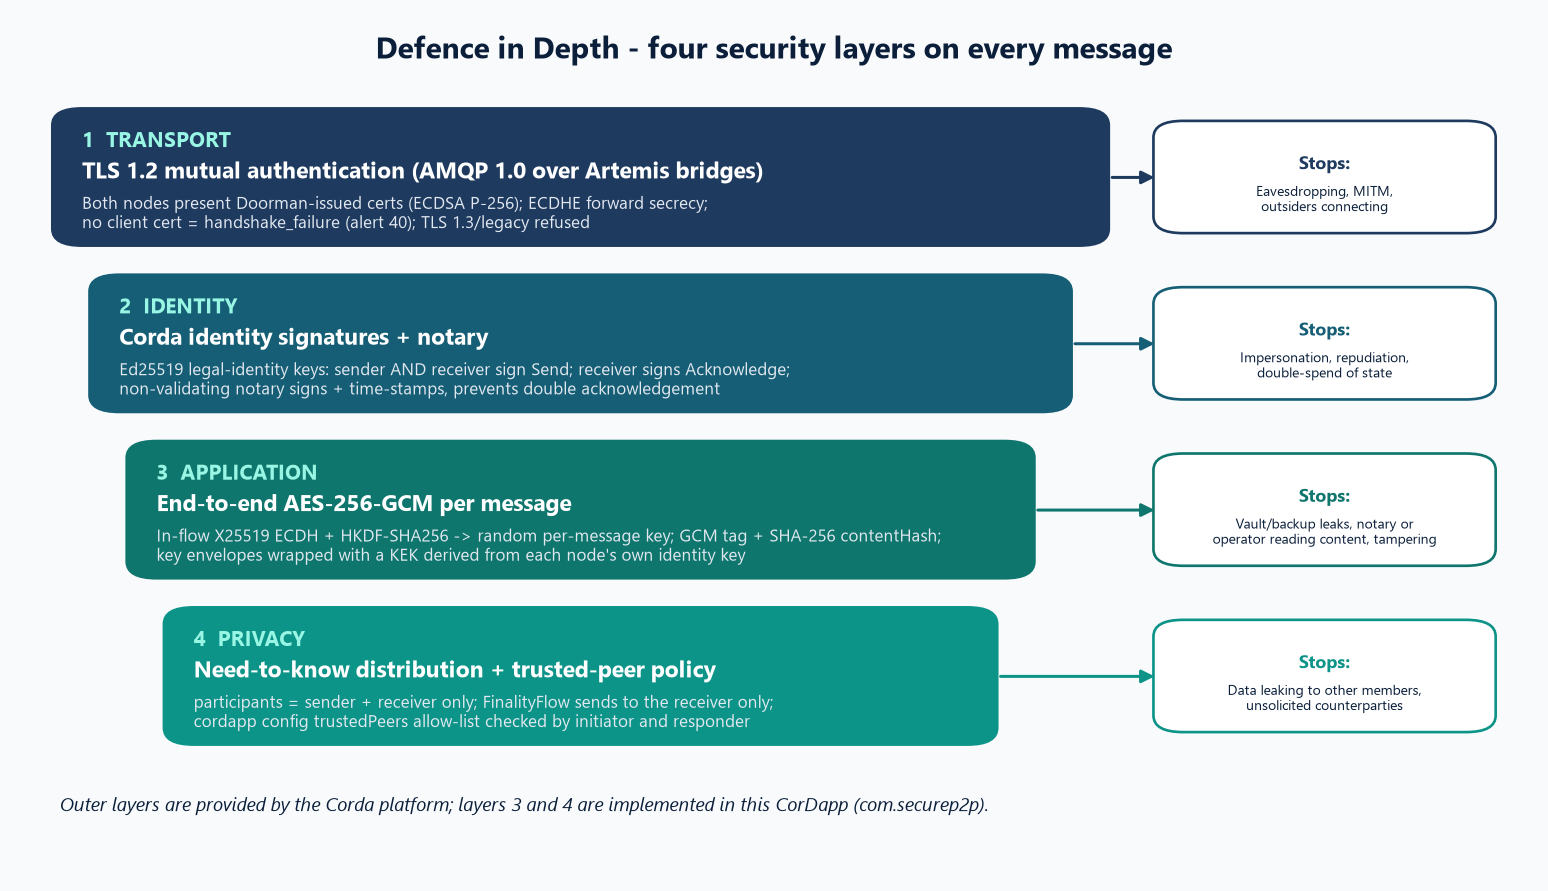 Defence in Depth - four security layers on every message
1 TRANSPORT
TLS 1.2 mutual authentication (AMQP 1.0 over Artemis bridges)
Both nodes present Doorman-issued certs (ECDSA P-256); ECDHE forward secrecy;
no client cert = handshake_failure (alert 40); TLS 1.3/legacy refused
Stops:
Eavesdropping, MITM,
outsiders connecting
2 IDENTITY
Corda identity signatures + notary
Ed25519 legal-identity keys: sender AND receiver sign Send; receiver signs Acknowledge;
non-validating notary signs + time-stamps, prevents double acknowledgement
Stops:
Impersonation, repudiation,
double-spend of state
3 APPLICATION
End-to-end AES-256-GCM per message
In-flow X25519 ECDH + HKDF-SHA256 -> random per-message key; GCM tag + SHA-256 contentHash;
key envelopes wrapped with a KEK derived from each node's own identity key
Stops:
Vault/backup leaks, notary or
operator reading content, tampering
4 PRIVACY
Need-to-know distribution + trusted-peer policy
participants = sender + receiver only; FinalityFlow sends to the receiver only;
cordapp config trustedPeers allow-list checked by initiator and responder
Stops:
Data leaking to other members,
unsolicited counterparties
Outer layers are provided by the Corda platform; layers 3 and 4 are implemented in this CorDapp (com.securep2p).